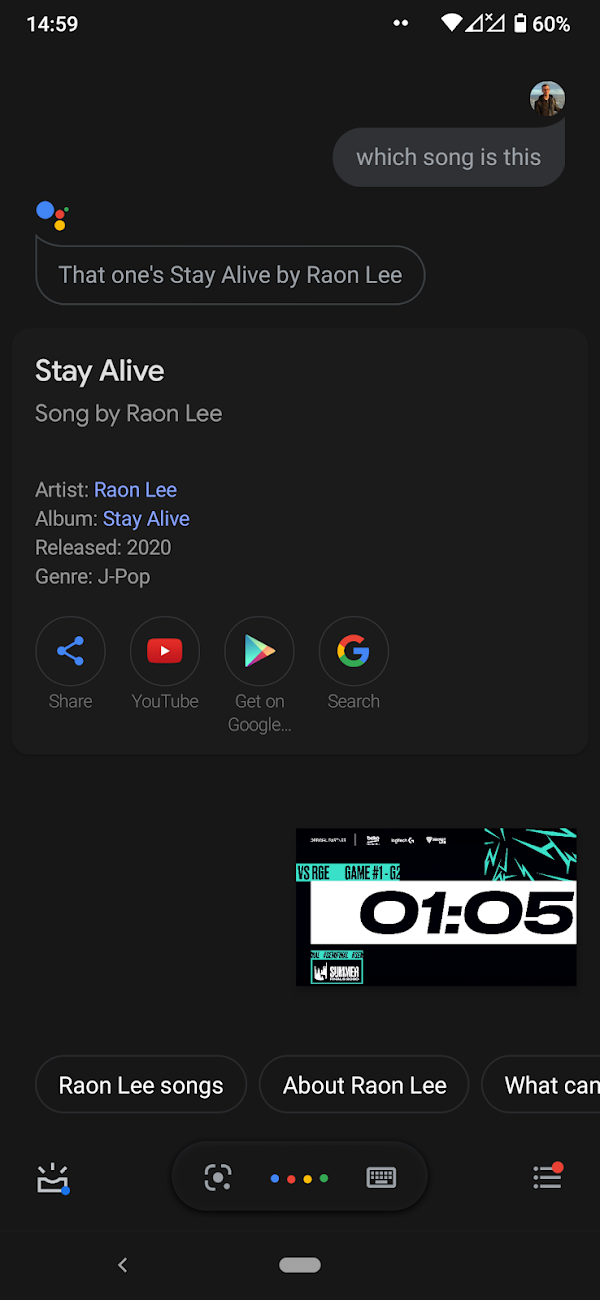 14:59
60%
which song is this
That one's Stay Alive by Raon Lee
Stay Alive
Song by Raon Lee
Artist: Raon Lee
Album: Stay Alive
Released: 2020
Genre: J-Pop
Share
YouTube
Get on
Google...
Search
beko
logitech G
VS RGE GAME #1 - G2
01:05
SUMMER
Raon Lee songs
About Raon Lee
What can